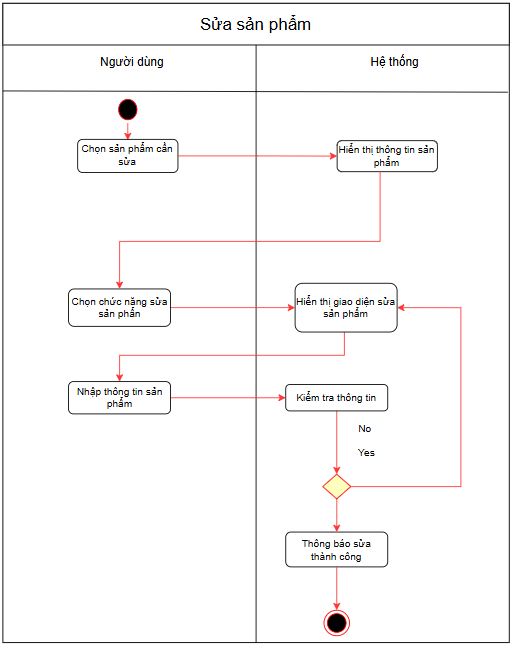 Sửa sản phẩm
Người dùng
Hệ thống
Chọn sản phẩm cần
sửa
Hiển thị thông tin sản
phẩm
Chọn chức năng sửa
sản phẩn
Hiển thị giao diện sửa
sản phẩm
Nhập thông tin sản
phẩm
Kiểm tra thông tin
No
Yes
Thông báo sửa
thành công